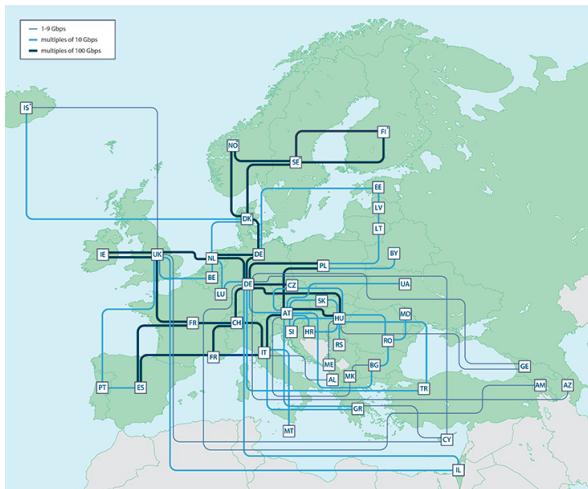 1-9 Gbps
multiples of 10 Gbps
multiples of 100 Gbps
IS
NO
FI
SE
EE
DK
LV
LT
IE
UK
NL
DE
BY
PL
BE
DE
CZ
UA
LU
SK
AT
MD
FR
CH
HU
SI
HR
RO
RS
FR
IT
ME
BG
GE
MK
AL
PT
ES
TR
AM
AZ
GR
MT
CY
IL